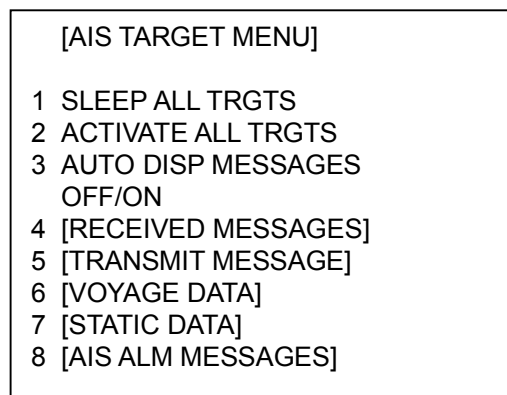 [AIS TARGET MENU]
1 SLEEP ALL TRGTS
2 ACTIVATE ALL TRGTS
3 AUTO DISP MESSAGES
OFF/ON
4 [RECEIVED MESSAGES]
5 [TRANSMIT MESSAGE]
6 [VOYAGE DATA]
7 [STATIC DATA]
8 [AIS ALM MESSAGES]